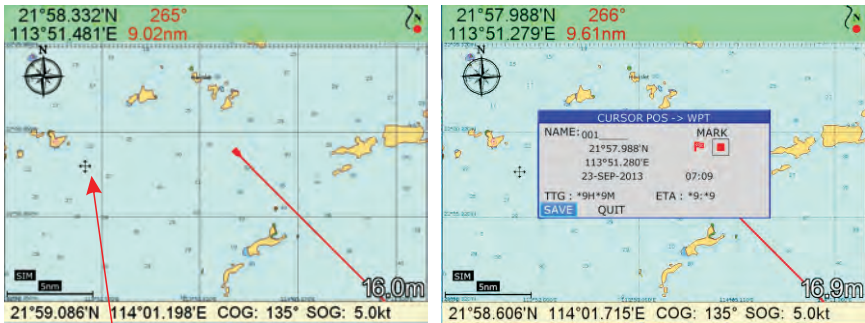 21°58.332'N 265°
113°51.481'E 9.02nm
N
N
SIM
5nm
16.0m
21°59.086'N 114°01.198'E COG: 135° SOG: 5.0kt
21°57.988'N 266°
113°51.279'E 9.61nm
N
N
CURSOR POS -> WPT
NAME: 001_____ MARK
21°57.988'N
113°51.280'E
23-SEP-2013 07:09
TTG : *9H*9M ETA : *9:*9
SAVE QUIT
SIM
5nm
16.9m
21°58.606'N 114°01.715'E COG: 135° SOG: 5.0kt